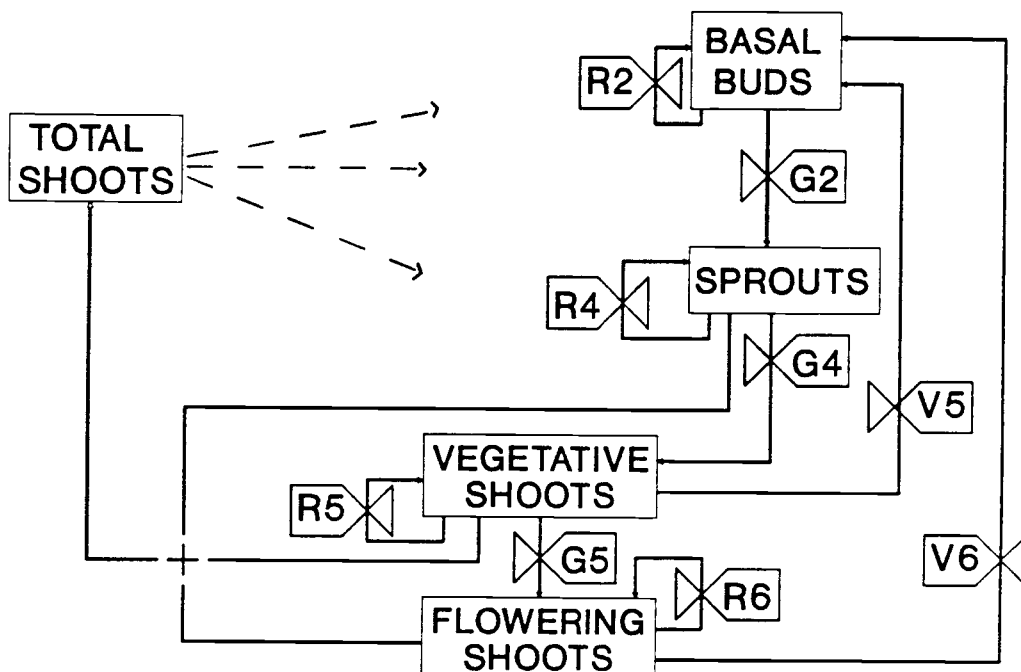 BASAL
BUDS
R2
TOTAL
SHOOTS
G2
SPROUTS
R4
G4
V5
VEGETATIVE
SHOOTS
R5
G5
V6
R6
FLOWERING
SHOOTS